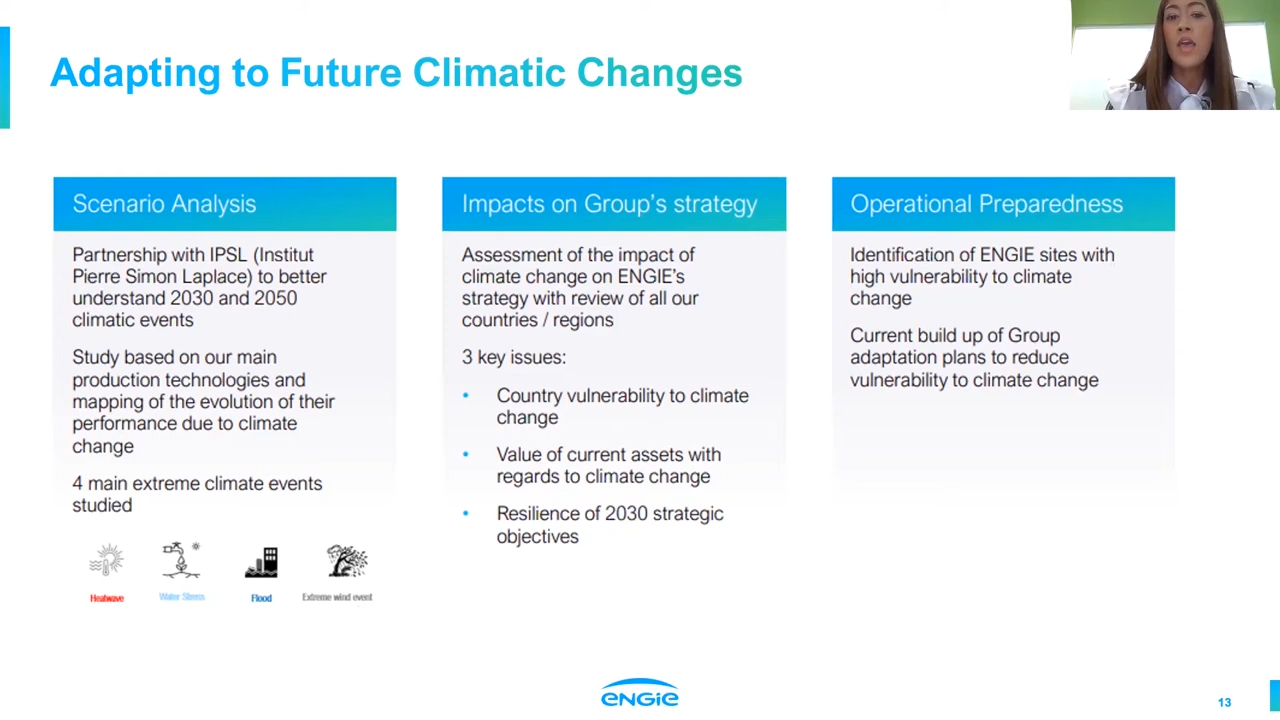 Adapting to Future Climatic Changes
Scenario Analysis
Partnership with IPSL (Institut
Pierre Simon Laplace) to better
understand 2030 and 2050
climatic events
Study based on our main
production technologies and
mapping of the evolution of their
performance due to climate
change
4 main extreme climate events
studied
Heatwave
Water Stress
Flood
Extreme wind event
Impacts on Group’s strategy
Assessment of the impact of
climate change on ENGIE’s
strategy with review of all our
countries / regions
3 key issues:
• Country vulnerability to climate
change
• Value of current assets with
regards to climate change
• Resilience of 2030 strategic
objectives
Operational Preparedness
Identification of ENGIE sites with
high vulnerability to climate
change
Current build up of Group
adaptation plans to reduce
vulnerability to climate change
ENGIE
13